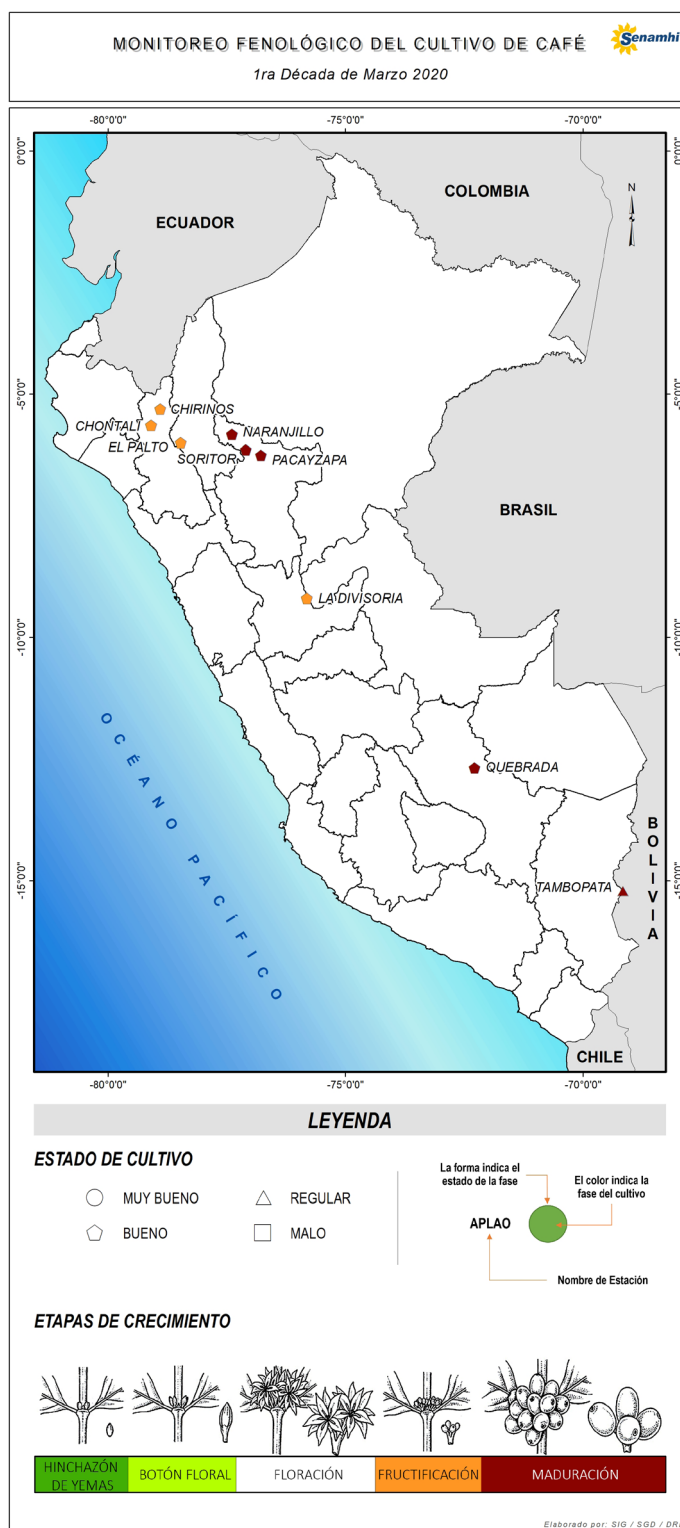 MONITOREO FENOLÓGICO DEL CULTIVO DE CAFÉ
Senamhi
1ra Década de Marzo 2020
-80°0'0"
-75°0'0"
-70°0'0"
0°0'0"
0°0'0"
COLOMBIA
N
ECUADOR
-5°0'0"
-5°0'0"
CHIRINOS
CHONTALI
NARANJILLO
EL PALTO
SORITOR
PACAYZAPA
BRASIL
LA DIVISORIA
-10°0'0"
-10°0'0"
OCÉANO PACÍFICO
QUEBRADA
BOLIVIA
-15°0'0"
-15°0'0"
TAMBOPATA
CHILE
-80°0'0"
-75°0'0"
-70°0'0"
LEYENDA
ESTADO DE CULTIVO
MUY BUENO
REGULAR
BUENO
MALO
La forma indica el
estado de la fase
El color indica la
fase del cultivo
APLAO
Nombre de Estación
ETAPAS DE CRECIMIENTO
HINCHAZÓN
DE YEMAS
BOTÓN FLORAL
FLORACIÓN
FRUCTIFICACIÓN
MADURACIÓN
Elaborado por: SIG / SGD / DR